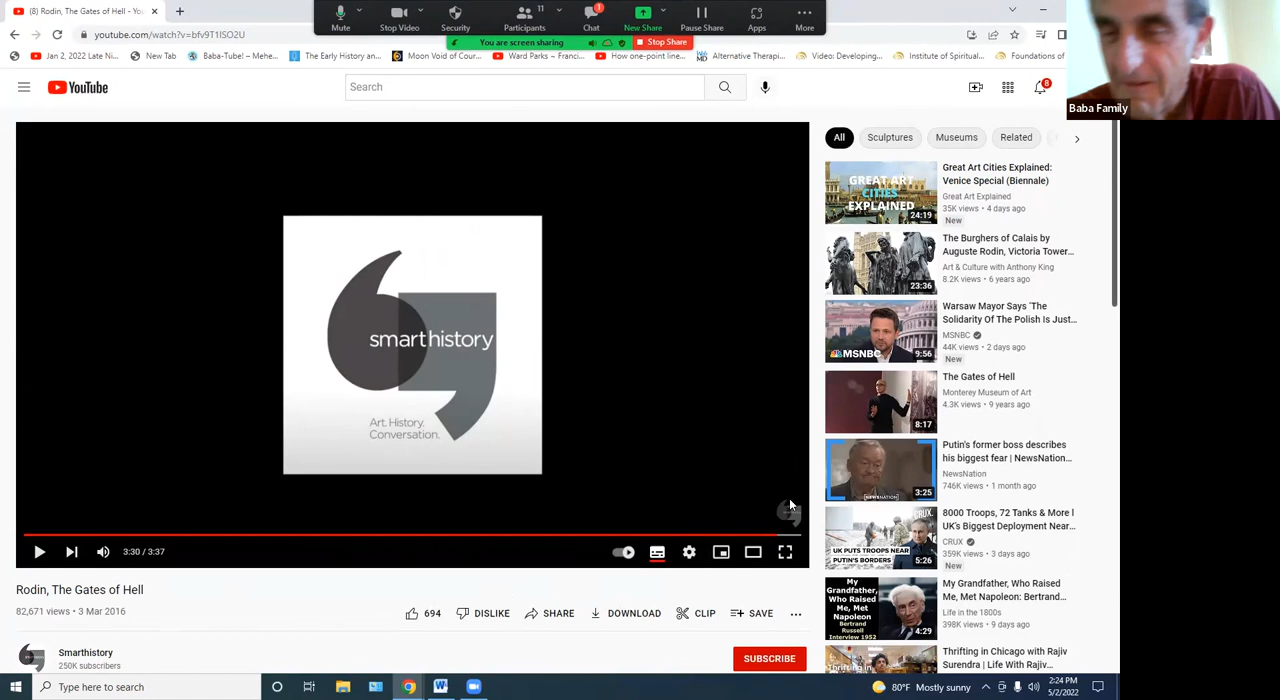 (8) Rodin, The Gates of Hell - Yo
Mute
Stop Video
Security
11
Participants
1
Chat
New Share
Pause Share
Apps
More
You are screen sharing
Stop Share
youtube.com/watch?v=bfv9T1ISO2U
Jan 2, 2022 Late Ni...
New Tab
Baba-Tube! – Mehe...
The Early History an...
Moon Void of Cour...
Ward Parks ~ Franci...
How one-point line...
Alternative Therapi...
Video: Developing...
Institute of Spiritual...
Foundations of
Baba Family
YouTube
Search
8
All
Sculptures
Museums
Related
smarthistory
Art. History.
Conversation.
3:30 / 3:37
Rodin, The Gates of Hell
82,671 views • 3 Mar 2016
694
DISLIKE
SHARE
DOWNLOAD
CLIP
SAVE
Smarthistory
250K subscribers
SUBSCRIBE
GREAT ART
CITIES
EXPLAINED
24:19
Great Art Cities Explained:
Venice Special (Biennale)
Great Art Explained
35K views • 4 days ago
New
23:36
The Burghers of Calais by
Auguste Rodin, Victoria Tower...
Art & Culture with Anthony King
8.2K views • 6 years ago
MSNBC
9:56
Warsaw Mayor Says 'The
Solidarity Of The Polish Is Just...
MSNBC
44K views • 2 days ago
New
8:17
The Gates of Hell
Monterey Museum of Art
4.3K views • 9 years ago
NEWSNATION
3:25
Putin's former boss describes
his biggest fear | NewsNation...
NewsNation
746K views • 1 month ago
CRUX.
UK PUTS TROOPS NEAR
PUTIN'S BORDERS
5:26
8000 Troops, 72 Tanks & More l
UK's Biggest Deployment Near...
CRUX
359K views • 3 days ago
New
My
Grandfather,
Who Raised
Me, Met
Napoleon:
Bertrand
Russell
Interview 1952
4:29
My Grandfather, Who Raised
Me, Met Napoleon: Bertrand...
Life in the 1800s
398K views • 9 days ago
Thrifting in
Thrifting in Chicago with Rajiv
Surendra | Life With Rajiv...
Type here to search
80°F Mostly sunny
2:24 PM
5/2/2022